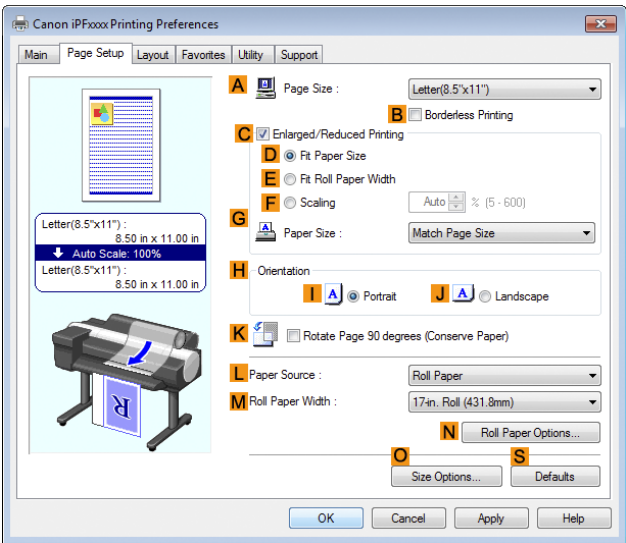 Canon iPFxxxx Printing Preferences
Main Page Setup Layout Favorites Utility Support
A Page Size : Letter(8.5"x11")
B Borderless Printing
C Enlarged/Reduced Printing
D Fit Paper Size
E Fit Roll Paper Width
F Scaling Auto % (5 - 600)
G Paper Size : Match Page Size
Letter(8.5"x11") :
8.50 in x 11.00 in
Auto Scale: 100%
Letter(8.5"x11") :
8.50 in x 11.00 in
H Orientation
I A Portrait J A Landscape
K Rotate Page 90 degrees (Conserve Paper)
R
L Paper Source : Roll Paper
M Roll Paper Width : 17-in. Roll (431.8mm)
N Roll Paper Options...
O S
Size Options... Defaults
OK Cancel Apply Help